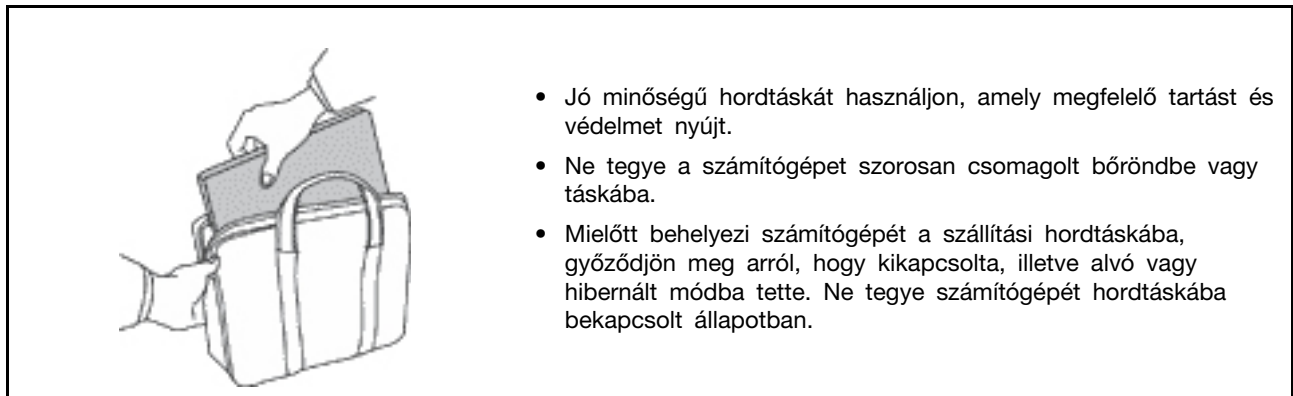 • Jó minőségű hordtáskát használjon, amely megfelelő tartást és
védelmet nyújt.
• Ne tegye a számítógépet szorosan csomagolt bőröndbe vagy
táskába.
• Mielőtt behelyezi számítógépét a szállítási hordtáskába,
győződjön meg arról, hogy kikapcsolta, illetve alvó vagy
hibernált módba tette. Ne tegye számítógépét hordtáskába
bekapcsolt állapotban.